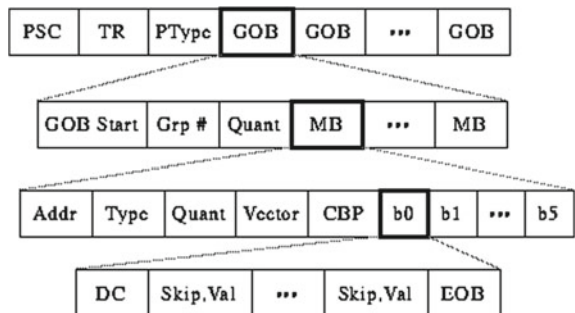 PSC TR PType GOB GOB ... GOB
GOB Start Grp # Quant MB ... MB
Addr Type Quant Vector CBP b0 b1 ... b5
DC Skip,Val ... Skip,Val EOB